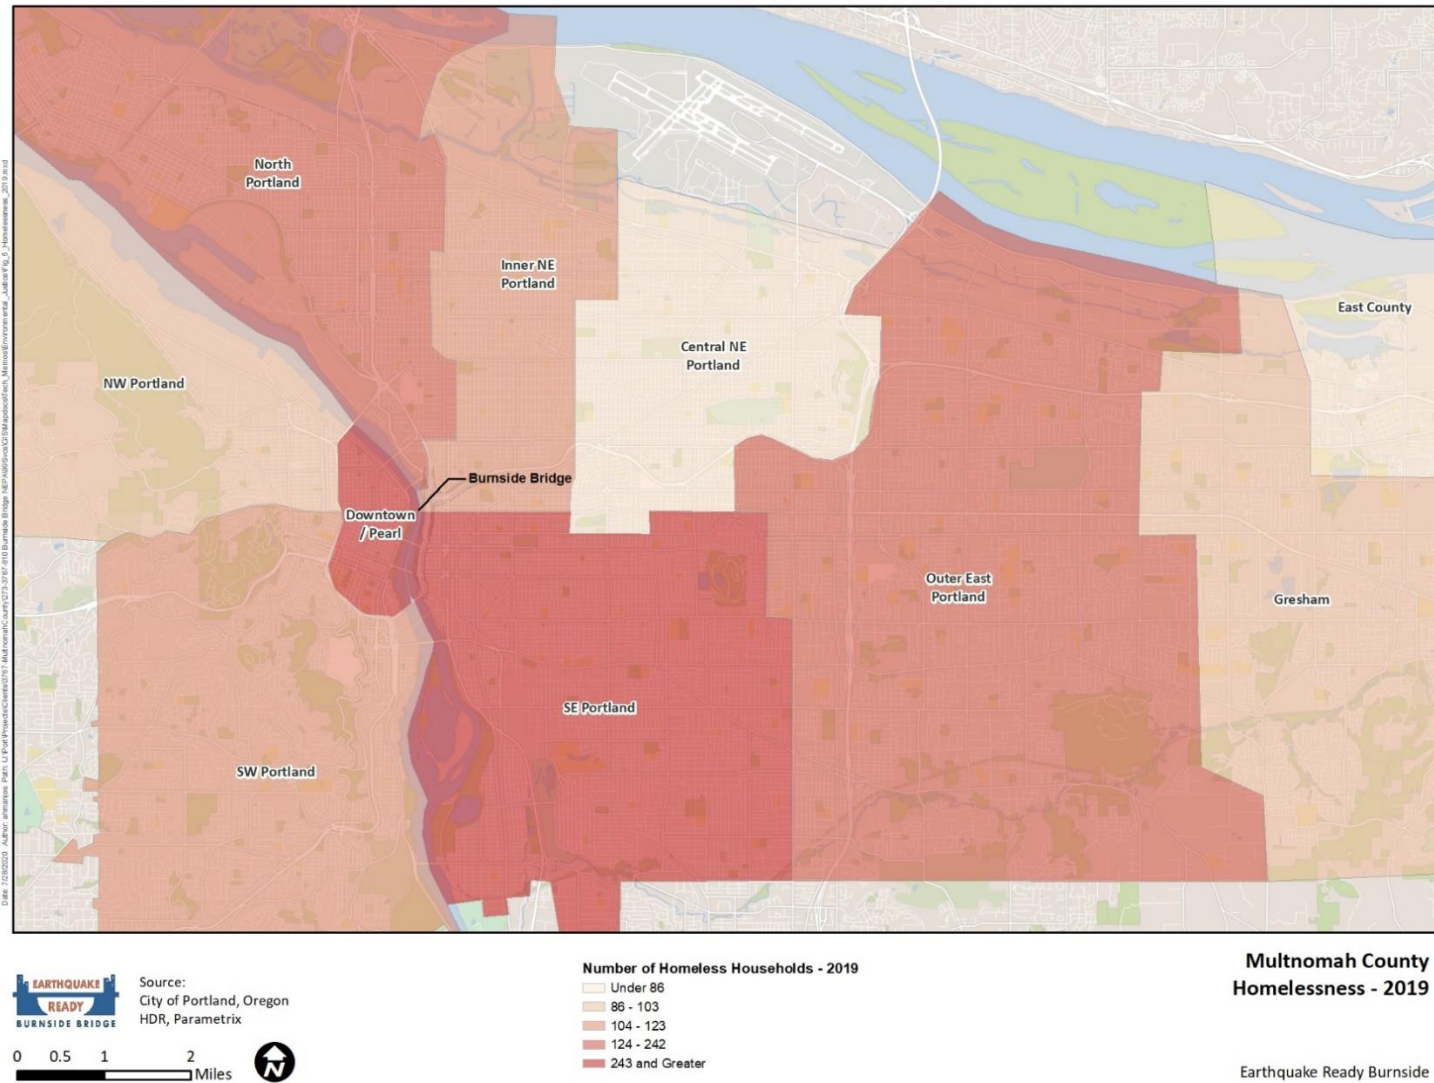 North
Portland
Inner NE
Portland
East County
Central NE
Portland
NW Portland
Burnside Bridge
Downtown
/ Pearl
Outer East
Portland
Gresham
SE Portland
SW Portland
EARTHQUAKE
READY
BURNSIDE BRIDGE
Source:
City of Portland, Oregon
HDR, Parametrix
0 0.5 1 2
Miles
N
Number of Homeless Households - 2019
Under 86
86 - 103
104 - 123
124 - 242
243 and Greater
Multnomah County
Homelessness - 2019
Earthquake Ready Burnside